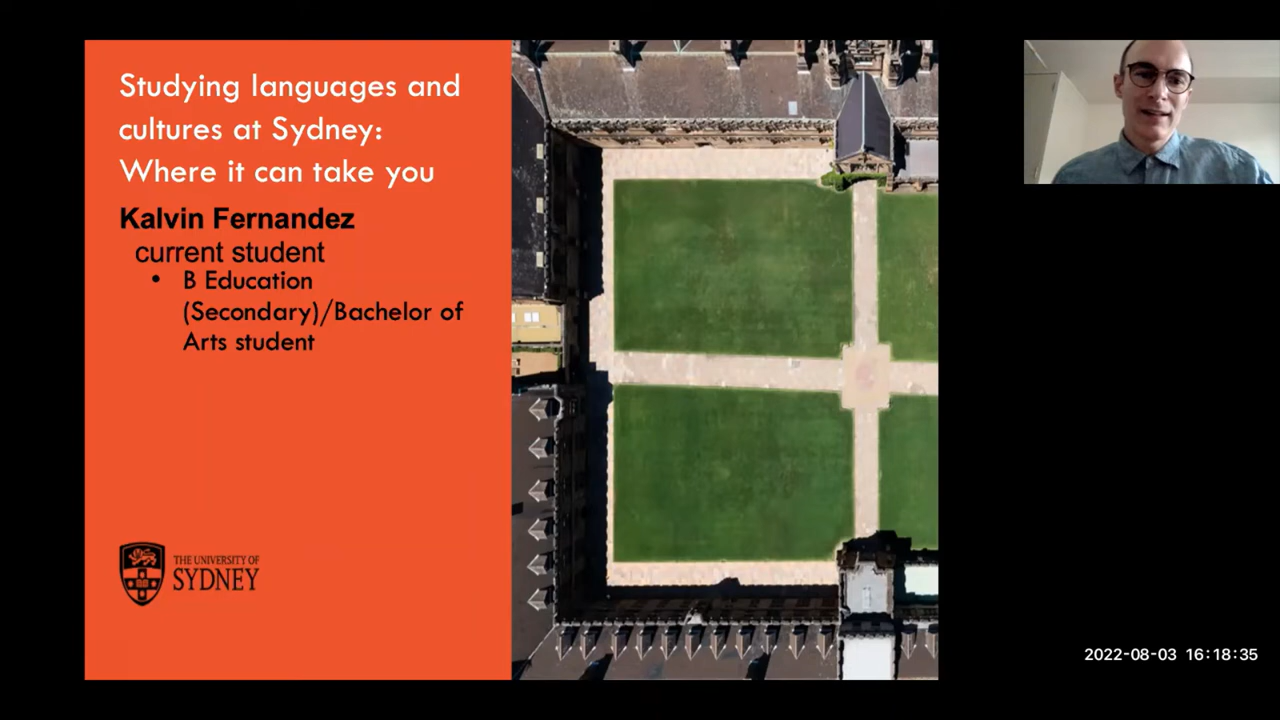 Studying languages and
cultures at Sydney:
Where it can take you
Kalvin Fernandez
current student
• B Education
(Secondary)/Bachelor of
Arts student
THE UNIVERSITY OF
SYDNEY
2022-08-03 16:18:35